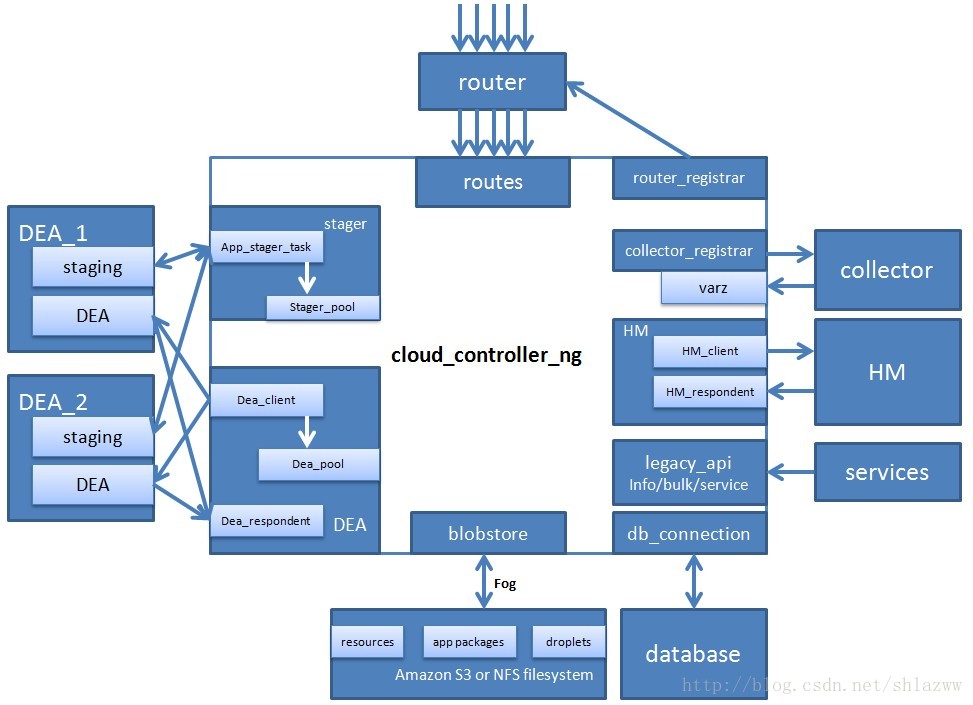 router
routes
router_registrar
DEA_1
staging
DEA
stager
App_stager_task
Stager_pool
collector_registrar
varz
collector
cloud_controller_ng
HM
HM_client
HM_respondent
HM
DEA_2
staging
DEA
Dea_client
Dea_pool
Dea_respondent
DEA
legacy_api
Info/bulk/service
services
blobstore
db_connection
Fog
resources
app packages
droplets
Amazon S3 or NFS filesystem
database
http://blog.csdn.net/shlazww